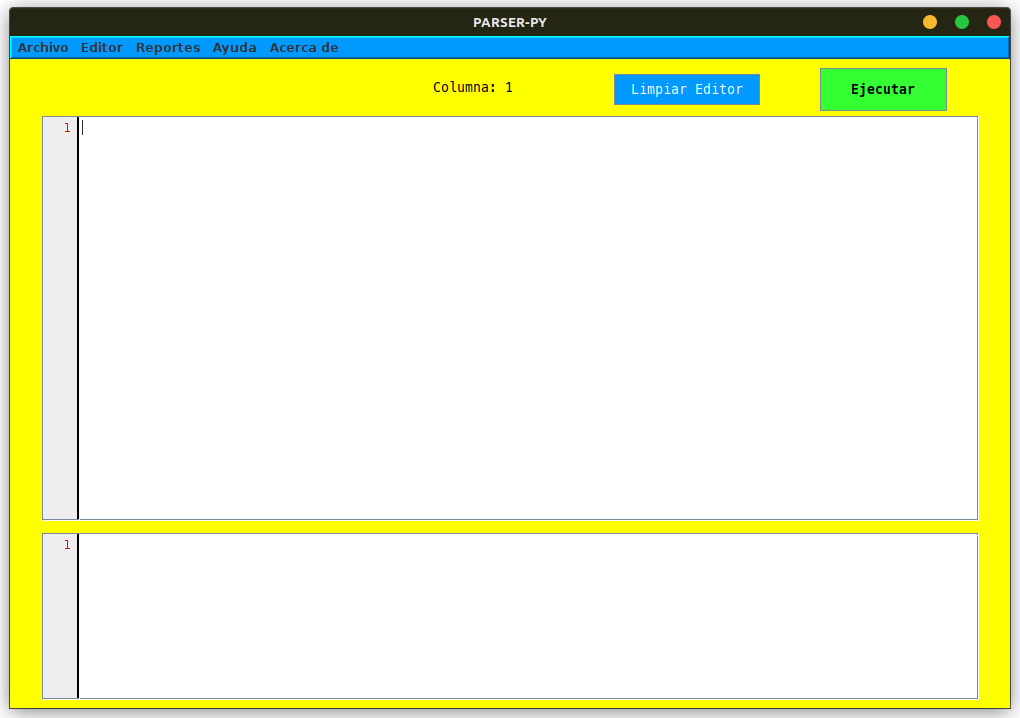 PARSER-PY
Archivo Editor Reportes Ayuda Acerca de
Columna: 1 Limpiar Editor Ejecutar
1
1